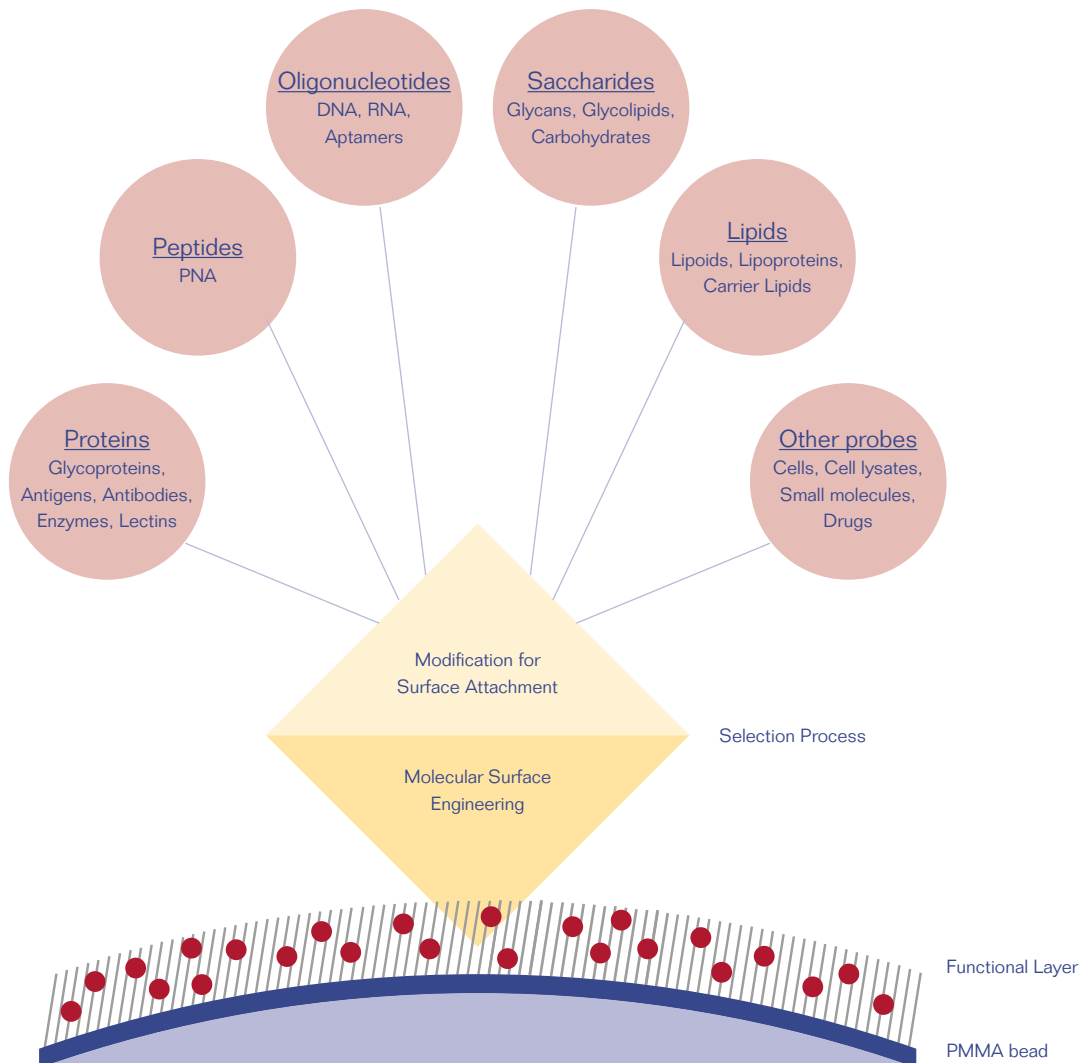 Oligonucleotides
DNA, RNA,
Aptamers
Saccharides
Glycans, Glycolipids,
Carbohydrates
Peptides
PNA
Lipids
Lipoids, Lipoproteins,
Carrier Lipids
Proteins
Glycoproteins,
Antigens, Antibodies,
Enzymes, Lectins
Other probes
Cells, Cell lysates,
Small molecules,
Drugs
Modification for
Surface Attachment
Selection Process
Molecular Surface
Engineering
Functional Layer
PMMA bead